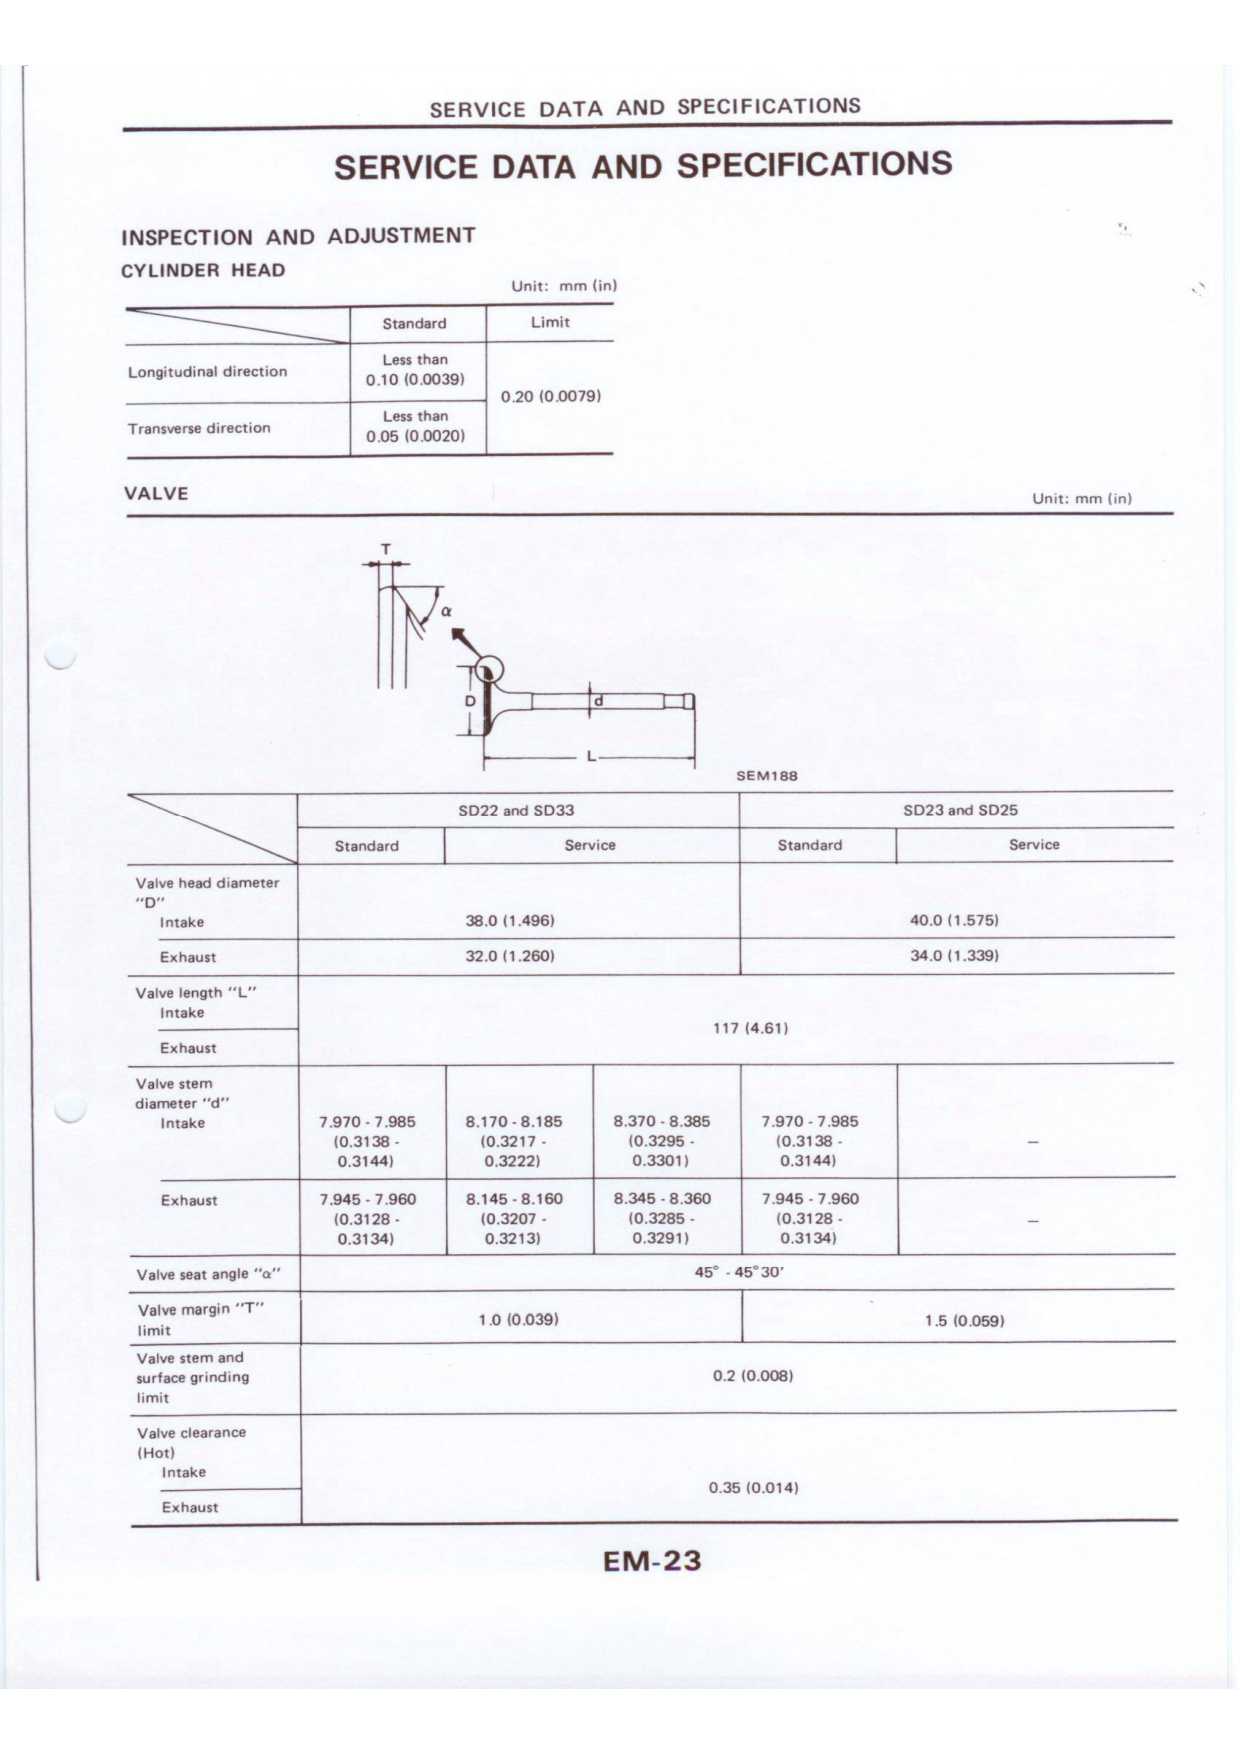 SERVICE DATA AND SPECIFICATIONS
SERVICE DATA AND SPECIFICATIONS
INSPECTION AND ADJUSTMENT
CYLINDER HEAD
Unit: mm (in)
Standard Limit
Longitudinal direction
Less than
0.10 (0.0039)
0.20 (0.0079)
Transverse direction
Less than
0.05 (0.0020)
VALVE
Unit: mm (in)
T
α
D
d
L
SEM188
SD22 and SD33 SD23 and SD25
Standard Service Standard Service
Valve head diameter
"D"
Intake 38.0 (1.496) 40.0 (1.575)
Exhaust 32.0 (1.260) 34.0 (1.339)
Valve length "L"
Intake
117 (4.61)
Exhaust
Valve stem
diameter "d"
Intake 7.970 - 7.985 8.170 - 8.185 8.370 - 8.385 7.970 - 7.985
(0.3138 - (0.3217 - (0.3295 - (0.3138 - –
0.3144) 0.3222) 0.3301) 0.3144)
Exhaust 7.945 - 7.960 8.145 - 8.160 8.345 - 8.360 7.945 - 7.960
(0.3128 - (0.3207 - (0.3285 - (0.3128 - –
0.3134) 0.3213) 0.3291) 0.3134)
Valve seat angle "α" 45° - 45°30'
Valve margin "T"
limit
1.0 (0.039) 1.5 (0.059)
Valve stem and
surface grinding
limit
0.2 (0.008)
Valve clearance
(Hot)
Intake
0.35 (0.014)
Exhaust
EM-23